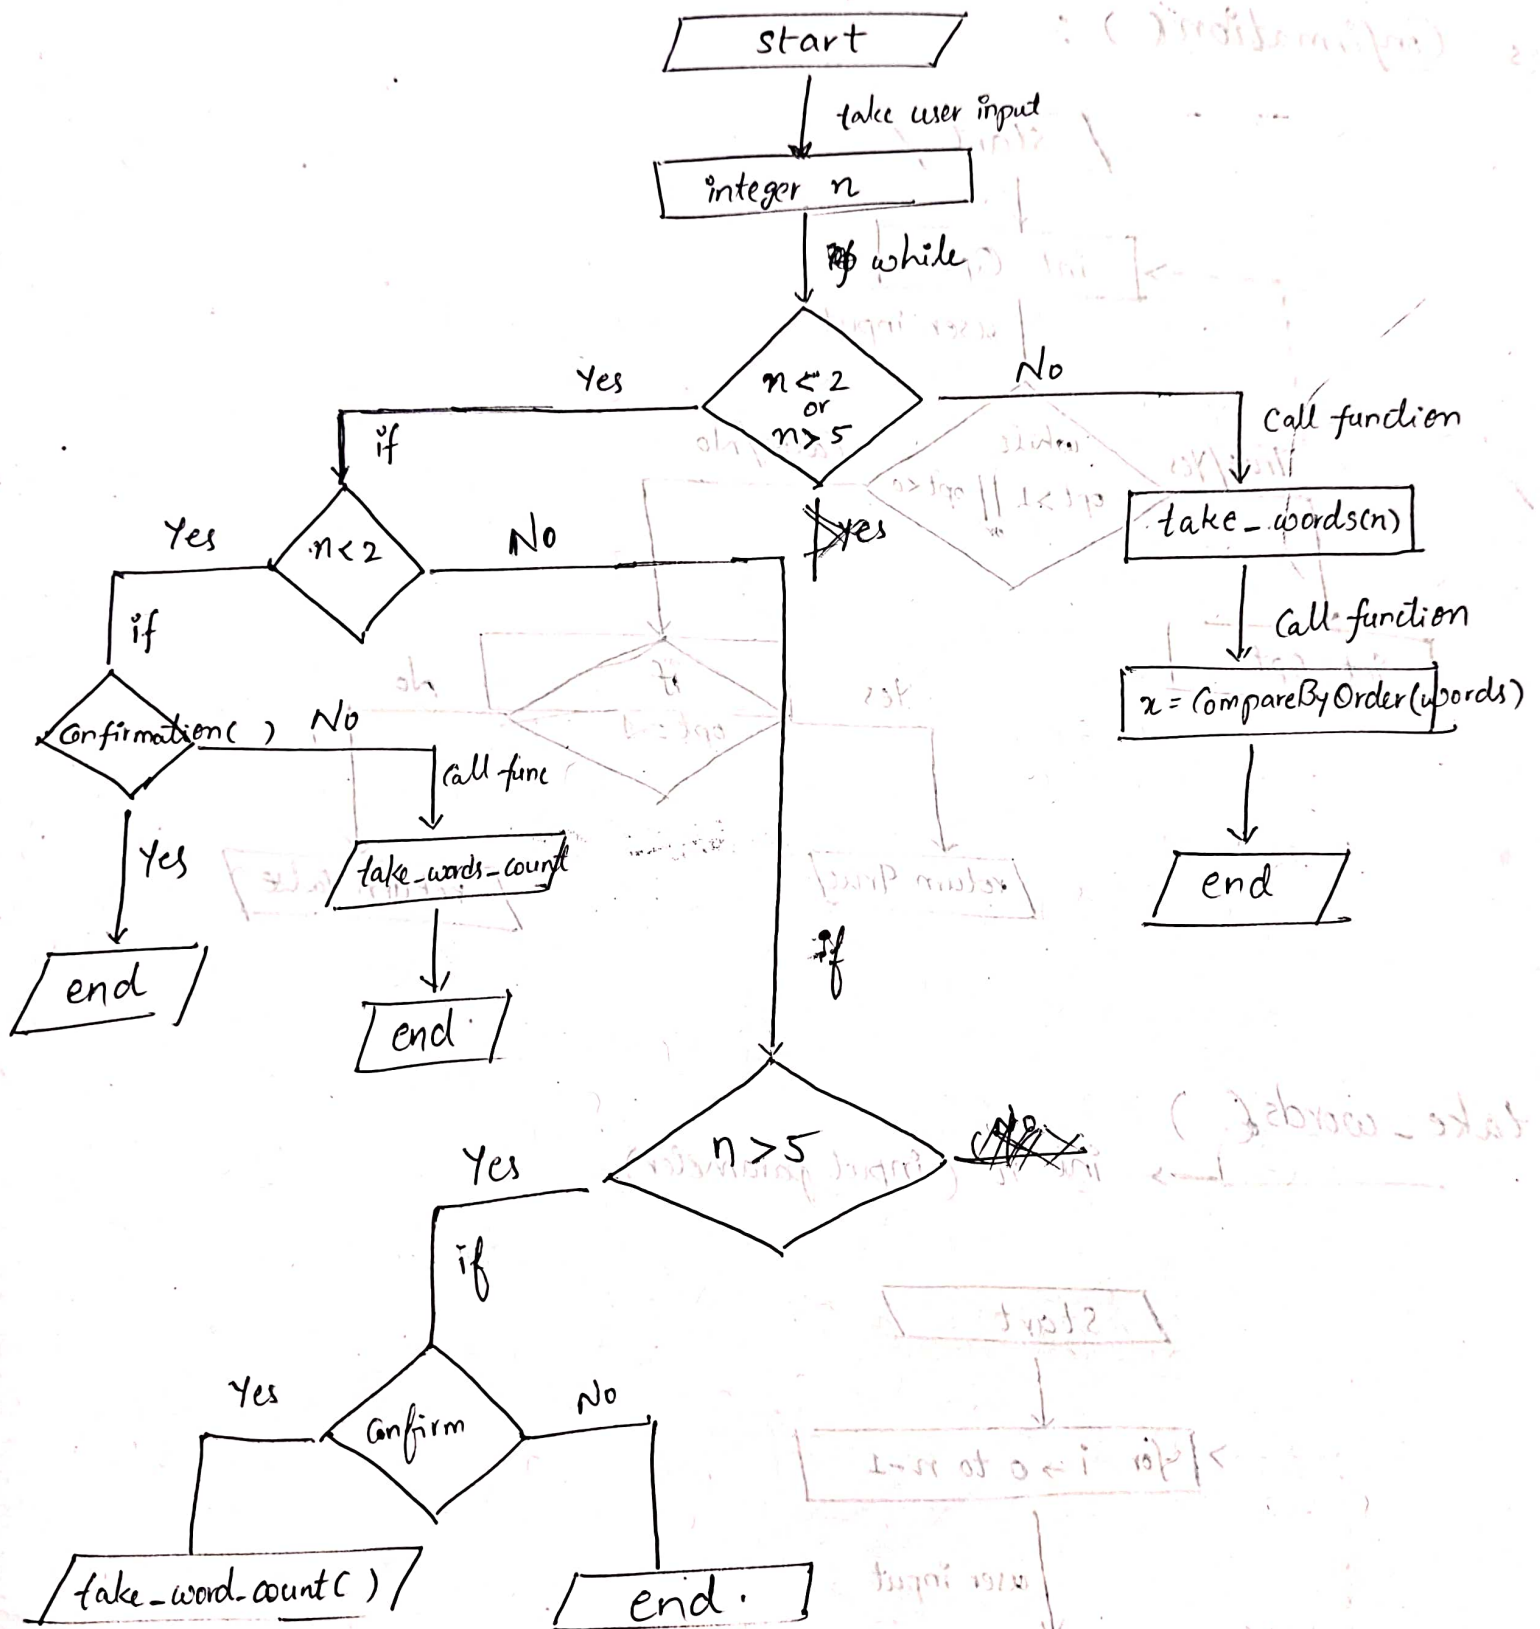 start
take user input
integer n
while
n < 2
or
n > 5
Yes
No
if
Call function
take_words(n)
Call function
x = CompareByOrder(words)
end
Yes
n < 2
Yes
No
if
Confirmation( )
No
Call func
take_words_count
end
Yes
end
if
n > 5
Yes
No
if
Confirm
Yes
No
take_word_count( )
end.